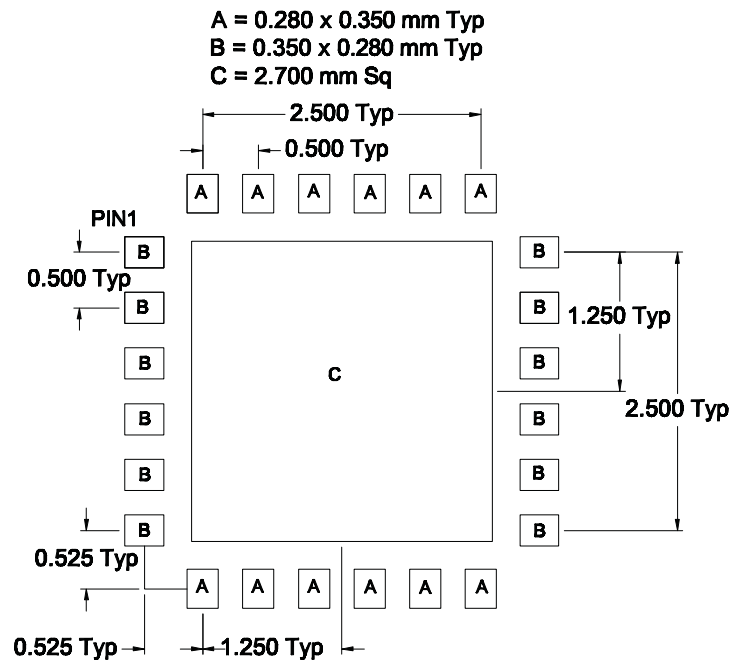 A = 0.280 x 0.350 mm Typ
B = 0.350 x 0.280 mm Typ
C = 2.700 mm Sq
2.500 Typ
0.500 Typ
A A A A A A
PIN1
B B
0.500 Typ
B B
1.250 Typ
B B
C
2.500 Typ
B B
B B
B B
0.525 Typ
A A A A A A
0.525 Typ 1.250 Typ